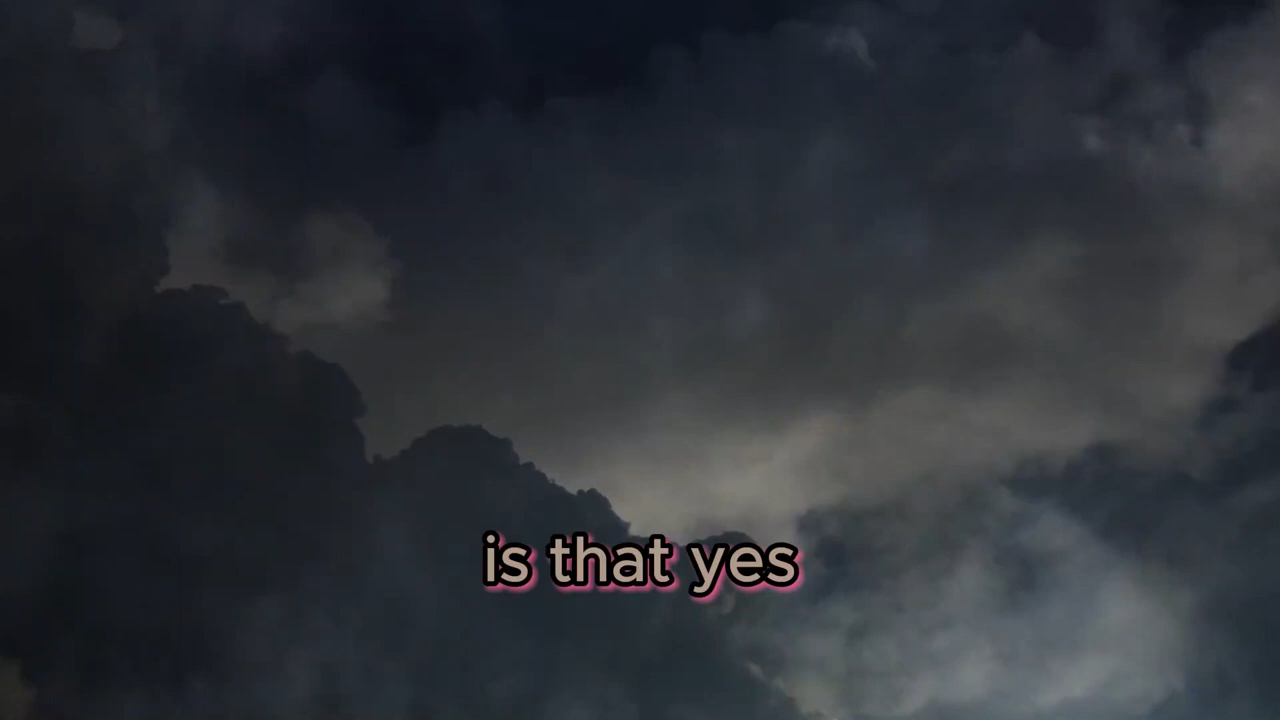 is that yes